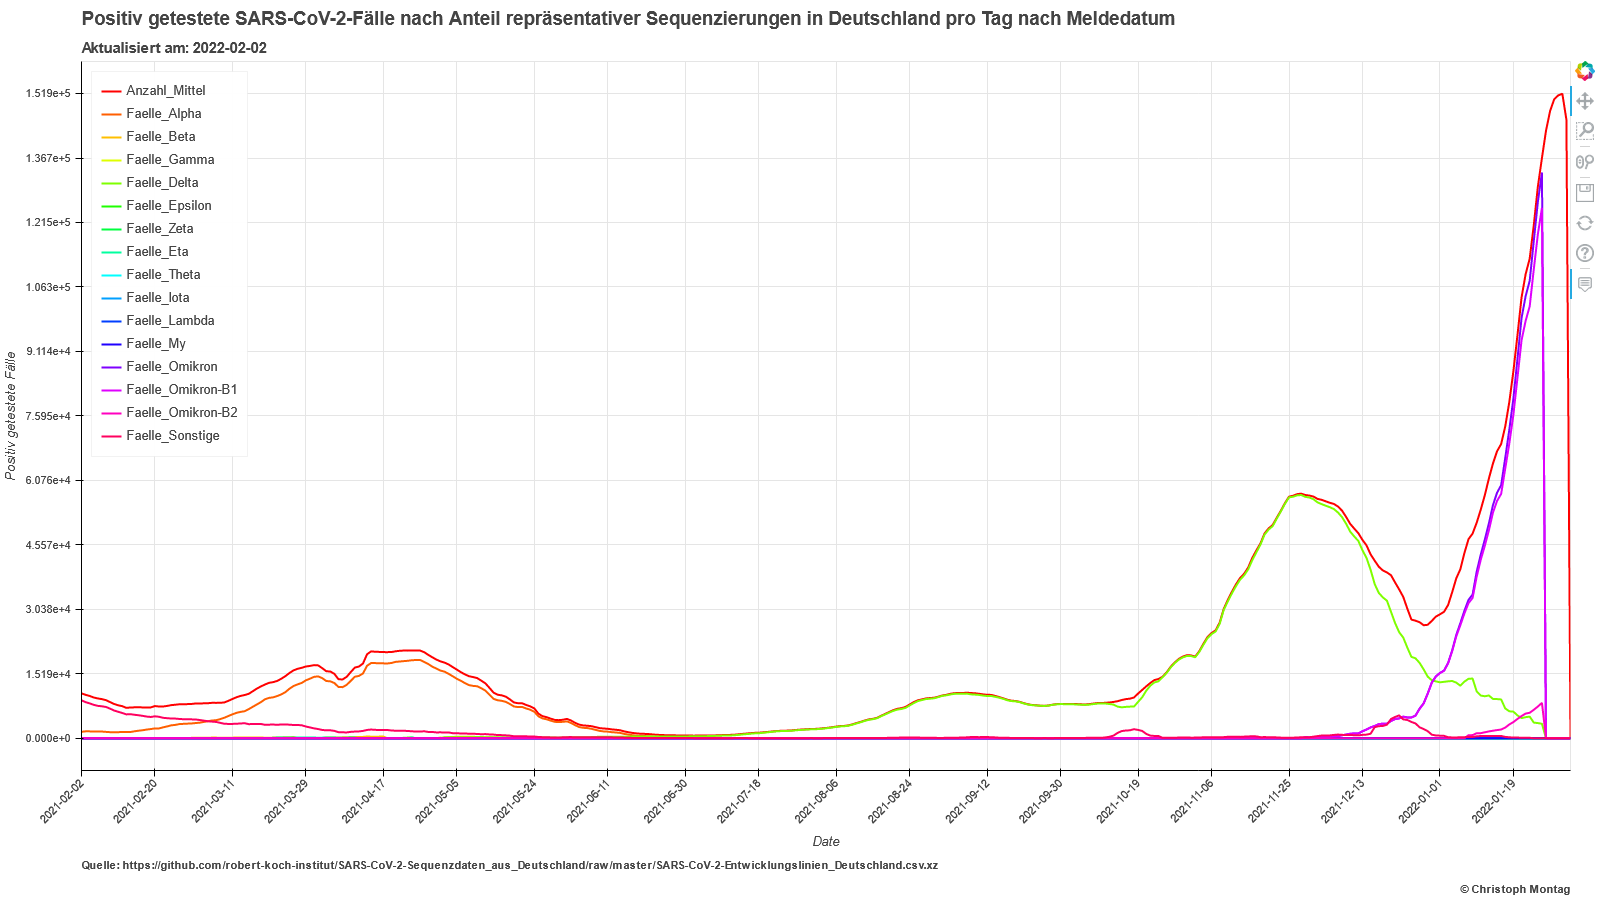 Positiv getestete SARS-CoV-2-Fälle nach Anteil repräsentativer Sequenzierungen in Deutschland pro Tag nach Meldedatum
Aktualisiert am: 2022-02-02
Anzahl_Mittel
Faelle_Alpha
Faelle_Beta
Faelle_Gamma
Faelle_Delta
Faelle_Epsilon
Faelle_Zeta
Faelle_Eta
Faelle_Theta
Faelle_Iota
Faelle_Lambda
Faelle_My
Faelle_Omikron
Faelle_Omikron-B1
Faelle_Omikron-B2
Faelle_Sonstige
1.519e+5
1.367e+5
1.215e+5
1.063e+5
9.114e+4
7.595e+4
6.076e+4
4.557e+4
3.038e+4
1.519e+4
0.000e+0
Positiv getestete Fälle
2021-02-02
2021-02-20
2021-03-11
2021-03-29
2021-04-17
2021-05-05
2021-05-24
2021-06-11
2021-06-30
2021-07-18
2021-08-06
2021-08-24
2021-09-12
2021-09-30
2021-10-19
2021-11-06
2021-11-25
2021-12-13
2022-01-01
2022-01-19
Date
Quelle: https://github.com/robert-koch-institut/SARS-CoV-2-Sequenzdaten_aus_Deutschland/raw/master/SARS-CoV-2-Entwicklungslinien_Deutschland.csv.xz
© Christoph Montag